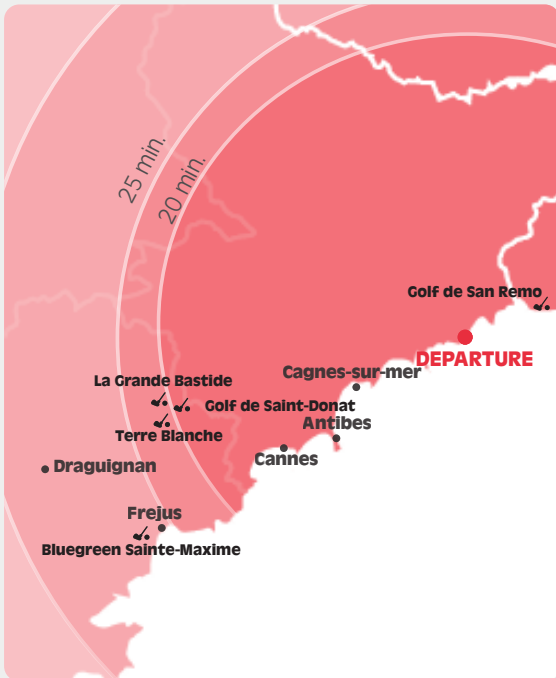 25 min.
20 min.
Golf de San Remo
DEPARTURE
Cagnes-sur-mer
La Grande Bastide
Golf de Saint-Donat
Antibes
Terre Blanche
Cannes
Draguignan
Frejus
Bluegreen Sainte-Maxime